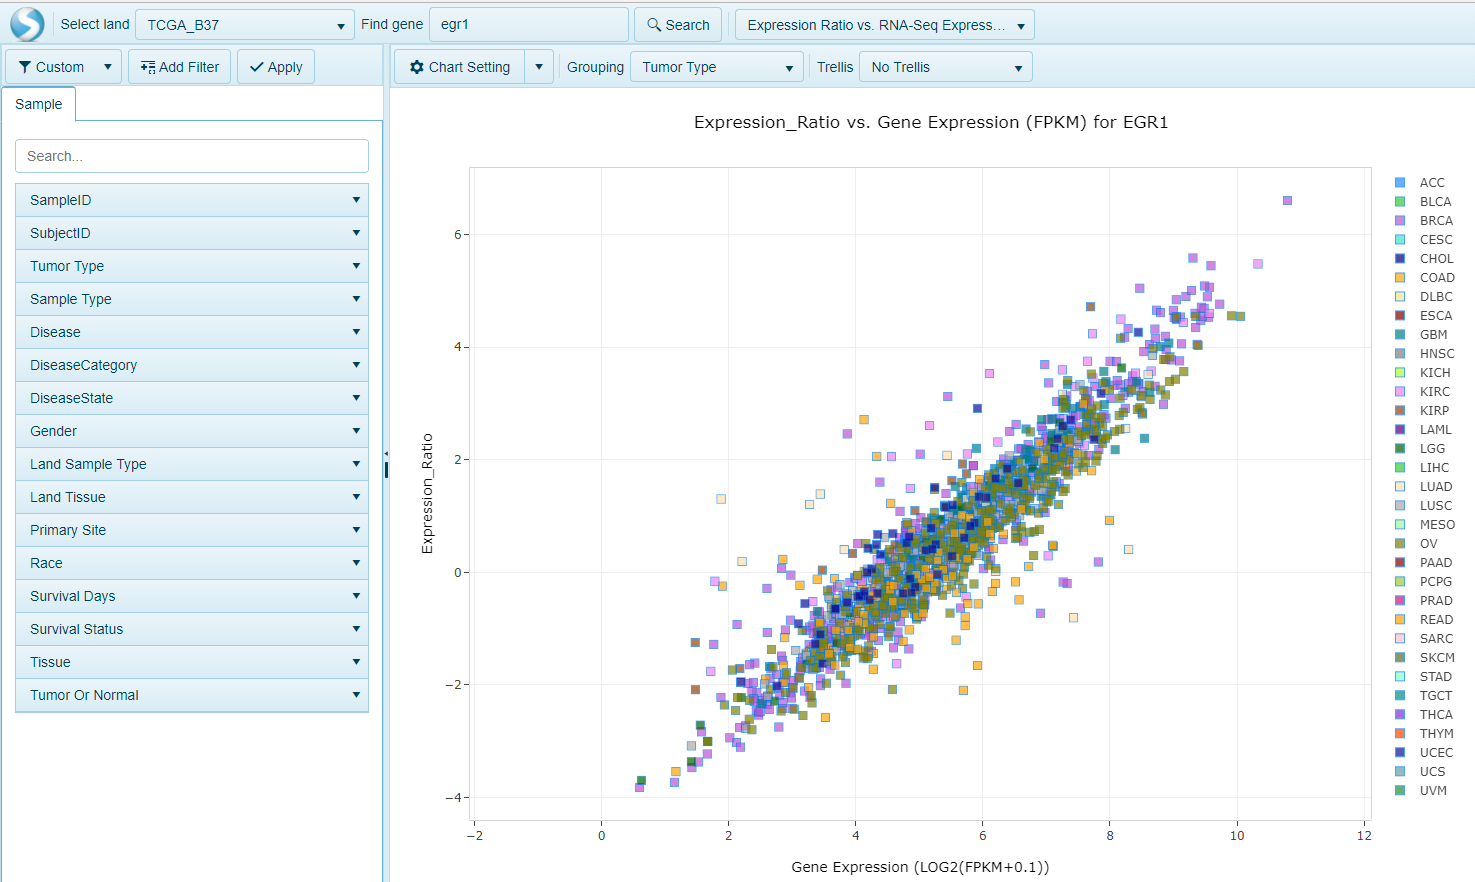 Select land TCGA_B37 Find gene egr1 Search Expression Ratio vs. RNA-Seq Express...
Custom Add Filter Apply Chart Setting Grouping Tumor Type Trellis No Trellis
Sample
Search...
SampleID
SubjectID
Tumor Type
Sample Type
Disease
DiseaseCategory
DiseaseState
Gender
Land Sample Type
Land Tissue
Primary Site
Race
Survival Days
Survival Status
Tissue
Tumor Or Normal
Expression_Ratio vs. Gene Expression (FPKM) for EGR1
Expression_Ratio
6
4
2
0
−2
−4
−2 0 2 4 6 8 10 12
Gene Expression (LOG2(FPKM+0.1))
ACC
BLCA
BRCA
CESC
CHOL
COAD
DLBC
ESCA
GBM
HNSC
KICH
KIRC
KIRP
LAML
LGG
LIHC
LUAD
LUSC
MESO
OV
PAAD
PCPG
PRAD
READ
SARC
SKCM
STAD
TGCT
THCA
THYM
UCEC
UCS
UVM